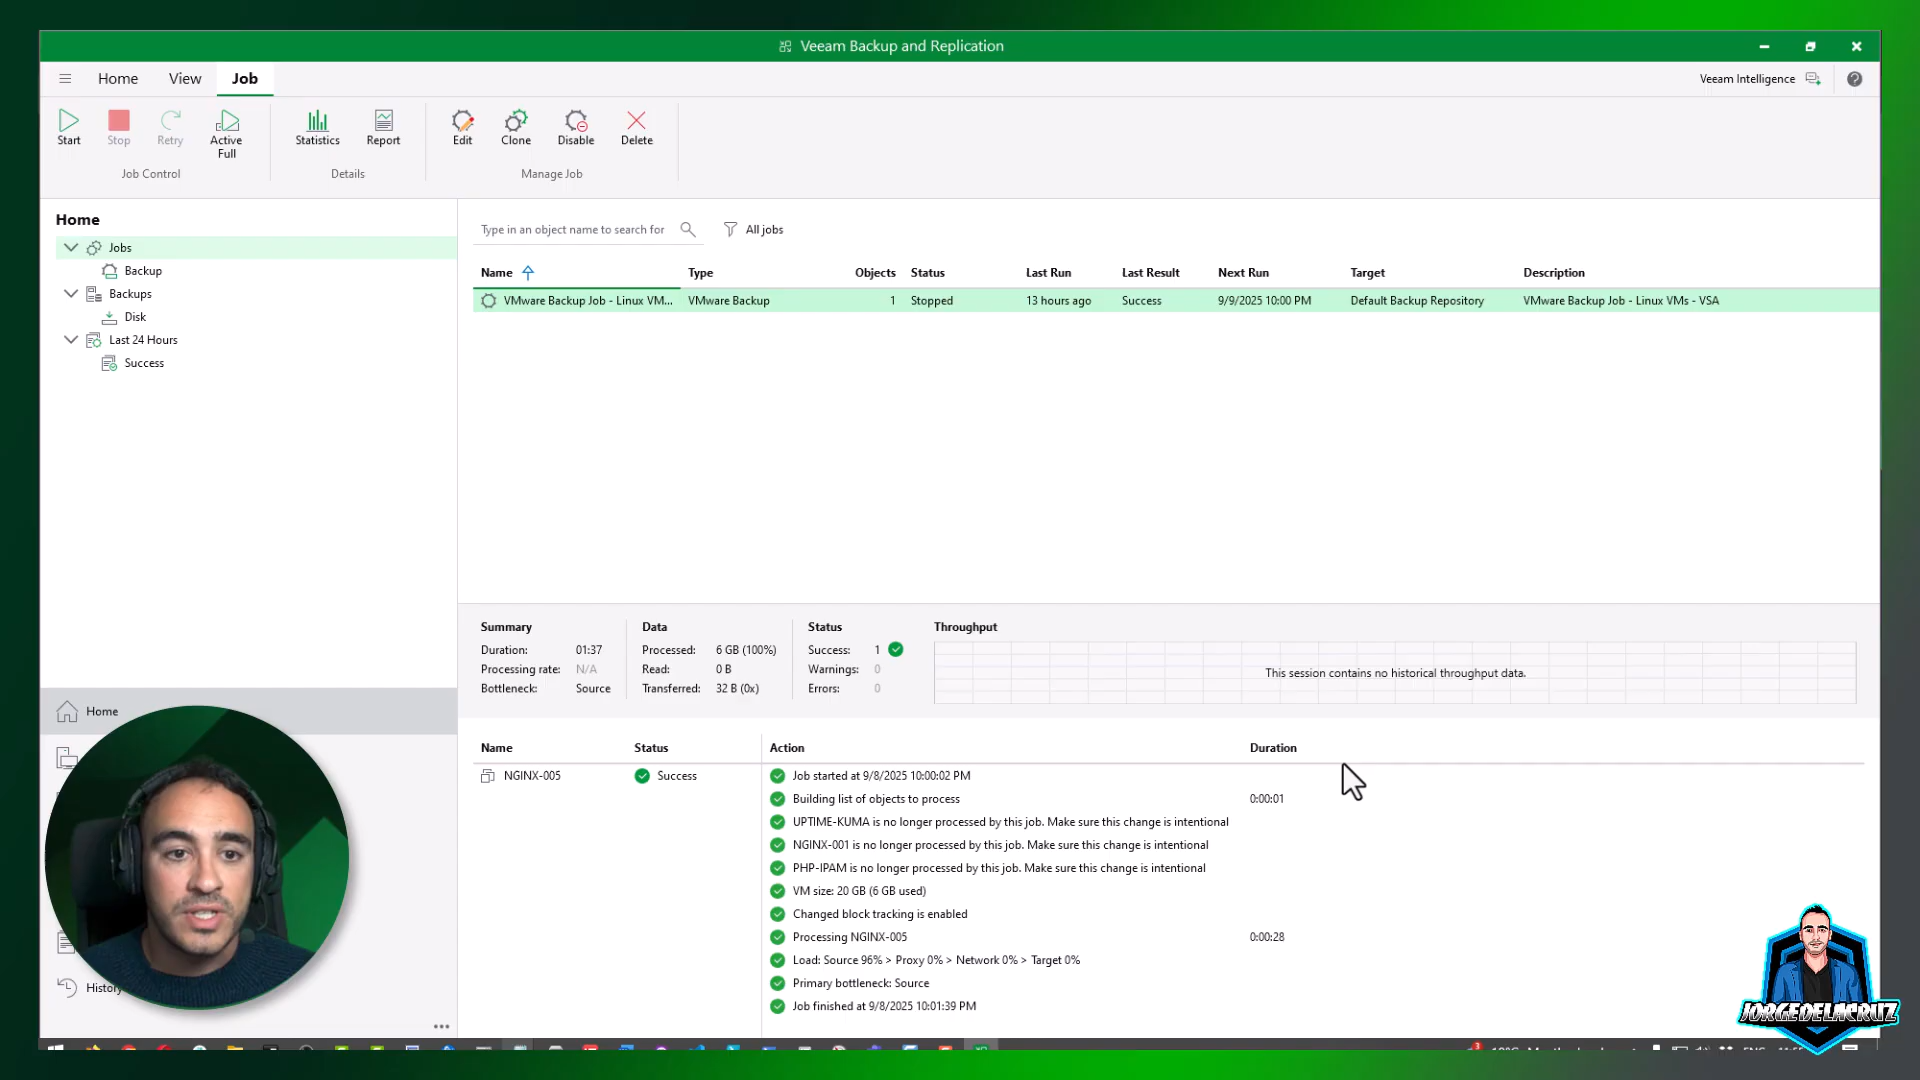 Veeam Backup and Replication
Home View Job
Veeam Intelligence
Start Stop Retry Active Full
Statistics Report
Edit Clone Disable Delete
Job Control Details Manage Job
Home
Jobs
Backup
Backups
Disk
Last 24 Hours
Success
Type in an object name to search for
All jobs
Name Type Objects Status Last Run Last Result Next Run Target Description
VMware Backup Job - Linux VM... VMware Backup 1 Stopped 13 hours ago Success 9/9/2025 10:00 PM Default Backup Repository VMware Backup Job - Linux VMs - VSA
Summary Data Status Throughput
Duration: 01:37 Processed: 6 GB (100%) Success: 1
Processing rate: N/A Read: 0 B Warnings: 0
Bottleneck: Source Transferred: 32 B (0x) Errors: 0
This session contains no historical throughput data.
Home
History
Name Status Action Duration
NGINX-005 Success Job started at 9/8/2025 10:00:02 PM
Building list of objects to process 0:00:01
UPTIME-KUMA is no longer processed by this job. Make sure this change is intentional
NGINX-001 is no longer processed by this job. Make sure this change is intentional
PHP-IPAM is no longer processed by this job. Make sure this change is intentional
VM size: 20 GB (6 GB used)
Changed block tracking is enabled
Processing NGINX-005 0:00:28
Load: Source 96% > Proxy 0% > Network 0% > Target 0%
Primary bottleneck: Source
Job finished at 9/8/2025 10:01:39 PM
JORGEDELACRUZ